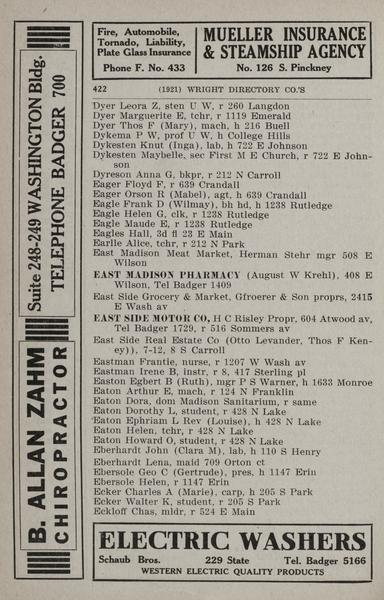 Fire, Automobile,
Tornado, Liability,
Plate Glass Insurance
Phone F. No. 433
MUELLER INSURANCE
& STEAMSHIP AGENCY
No. 126 S. Pinckney
422 (1921) WRIGHT DIRECTORY CO.'S
Dyer Leora Z, sten U W, r 260 Langdon
Dyer Marguerite E, tchr, r 1119 Emerald
Dyer Thos F (Mary), mach, h 216 Buell
Dykema P W, prof U W, h College Hills
Dykesten Knut (Inga), lab, h 722 E Johnson
Dykesten Maybelle, sec First M E Church, r 722 E John-
son
Dyreson Anna G, bkpr, r 212 N Carroll
Eager Floyd F, r 639 Crandall
Eager Orson R (Mabel), agt, h 639 Crandall
Eagle Frank D (Wilmay), bh hd, h 1238 Rutledge
Eagle Helen G, clk, r 1238 Rutledge
Eagle Maude E, r 1238 Rutledge
Eagles Hall, 3d fl 23 E Main
Earlle Alice, tchr, r 212 N Park
East Madison Meat Market, Herman Stehr mgr 508 E
Wilson
EAST MADISON PHARMACY (August W Krehl), 408 E
Wilson, Tel Badger 1409
East Side Grocery & Market, Gfroerer & Son proprs, 2415
E Wash av
EAST SIDE MOTOR CO, H C Risley Propr, 604 Atwood av,
Tel Badger 1729, r 516 Sommers av
East Side Real Estate Co (Otto Levander, Thos F Ken-
ey)), 7-12, 8 S Carroll
Eastman Frantie, nurse, r 1207 W Wash av
Eastman Irene B, instr, r 8, 417 Sterling pl
Easton Egbert B (Ruth), mgr P S Warner, h 1633 Monroe
Eaton Arthur E, mach, r 124 N Franklin
Eaton Dora, dom Madison Sanitarium, r same
Eaton Dorothy L, student, r 428 N Lake
Eaton Ephriam L Rev (Louise), h 428 N Lake
Eaton Helen, tchr, r 428 N Lake
Eaton Howard O, student, r 428 N Lake
Eberhardt John (Clara M), lab, h 110 S Henry
Eberhardt Lena, maid 709 Orton ct
Ebersole Geo C (Gertrude), pres, h 1147 Erin
Ebersole Helen, r 1147 Erin
Ecker Charles A (Marie), carp, h 205 S Park
Ecker Walter K, student, r 205 S Park
Eckloff Chas, mldr, r 524 E Main
ELECTRIC WASHERS
Schaub Bros. 229 State Tel. Badger 5166
WESTERN ELECTRIC QUALITY PRODUCTS
B. ALLAN ZAHM
CHIROPRACTOR
Suite 248-249 WASHINGTON Bldg.
TELEPHONE BADGER 700